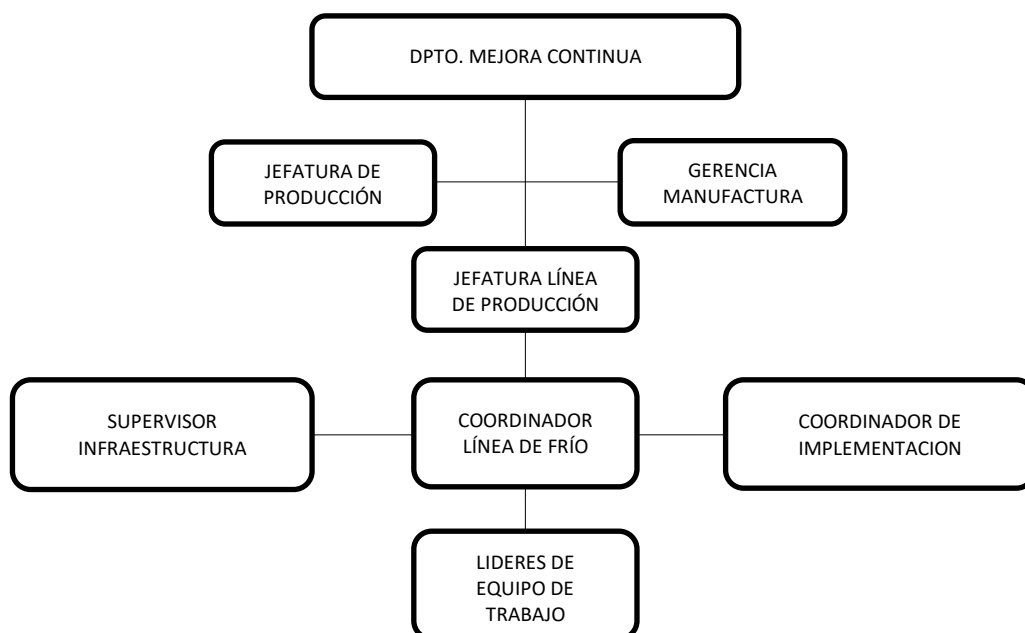 DPTO. MEJORA CONTINUA
JEFATURA DE
PRODUCCIÓN
GERENCIA
MANUFACTURA
JEFATURA LÍNEA
DE PRODUCCIÓN
SUPERVISOR
INFRAESTRUCTURA
COORDINADOR
LÍNEA DE FRÍO
COORDINADOR DE
IMPLEMENTACION
LIDERES DE
EQUIPO DE
TRABAJO